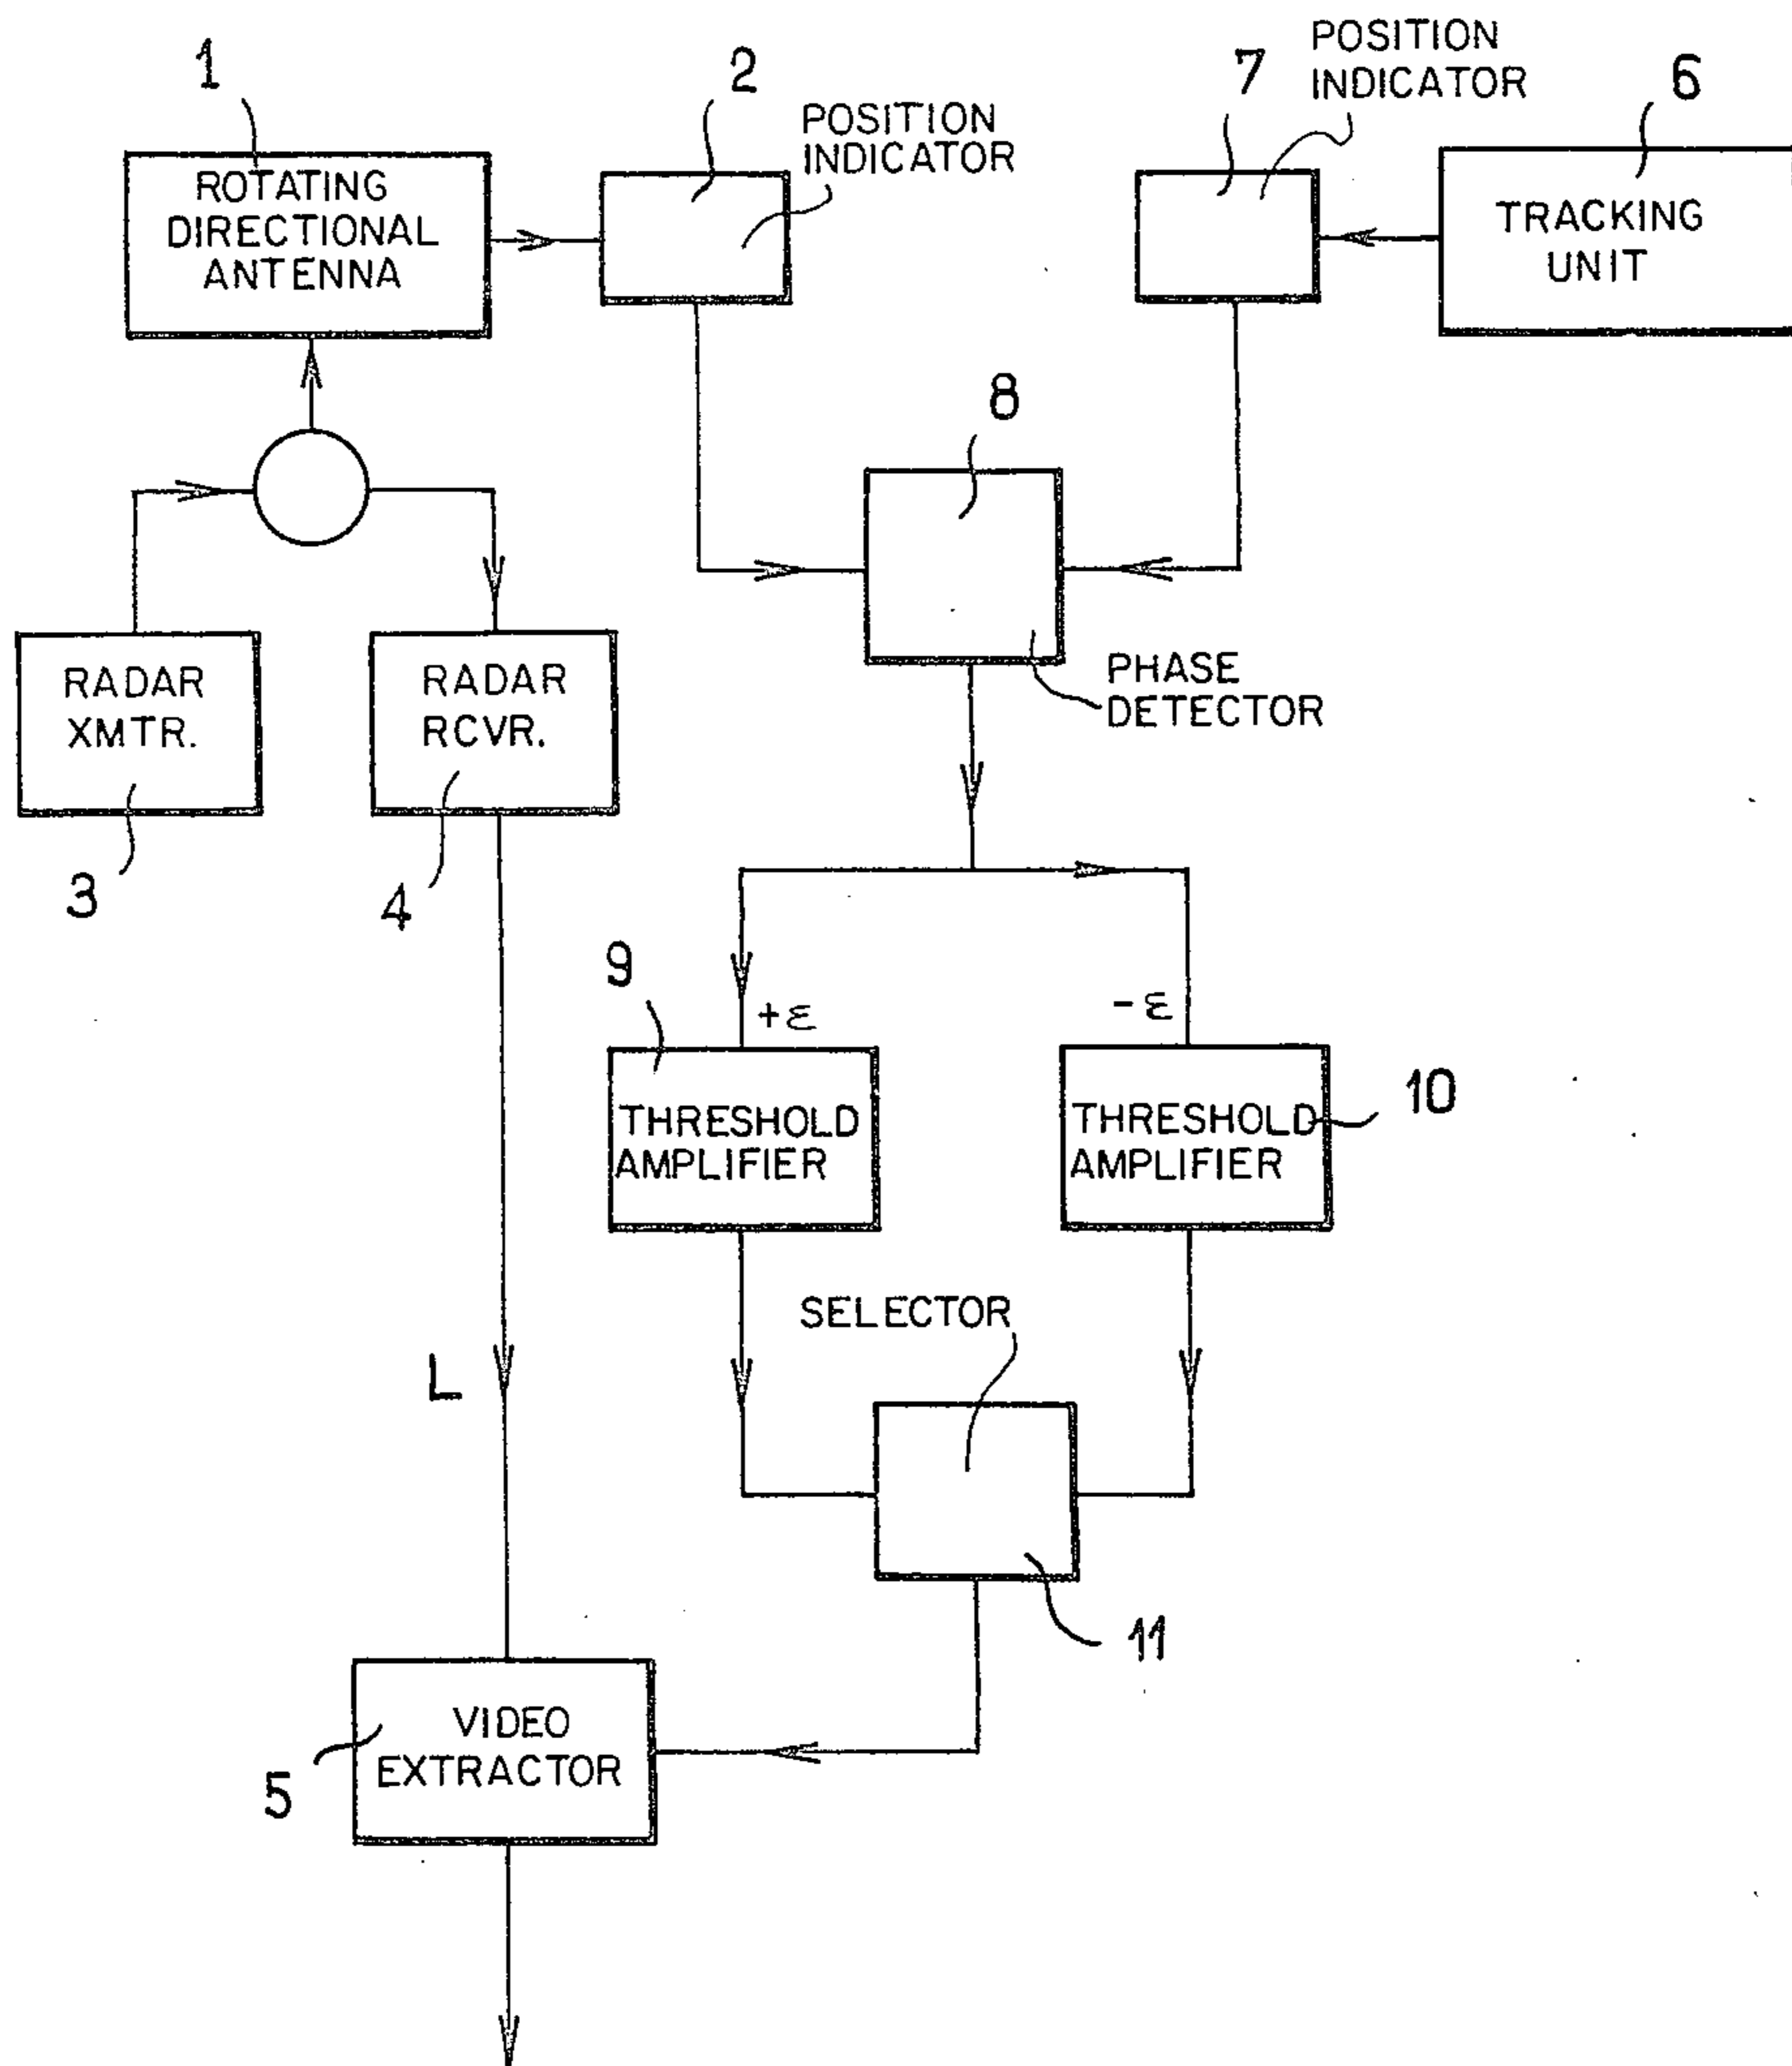 1
2
POSITION
INDICATOR
7
POSITION
INDICATOR
6
ROTATING
DIRECTIONAL
ANTENNA
TRACKING
UNIT
8
RADAR
XMTR.
RADAR
RCVR.
PHASE
DETECTOR
3
4
9
+ε
-ε
10
THRESHOLD
AMPLIFIER
THRESHOLD
AMPLIFIER
SELECTOR
L
11
VIDEO
EXTRACTOR
5